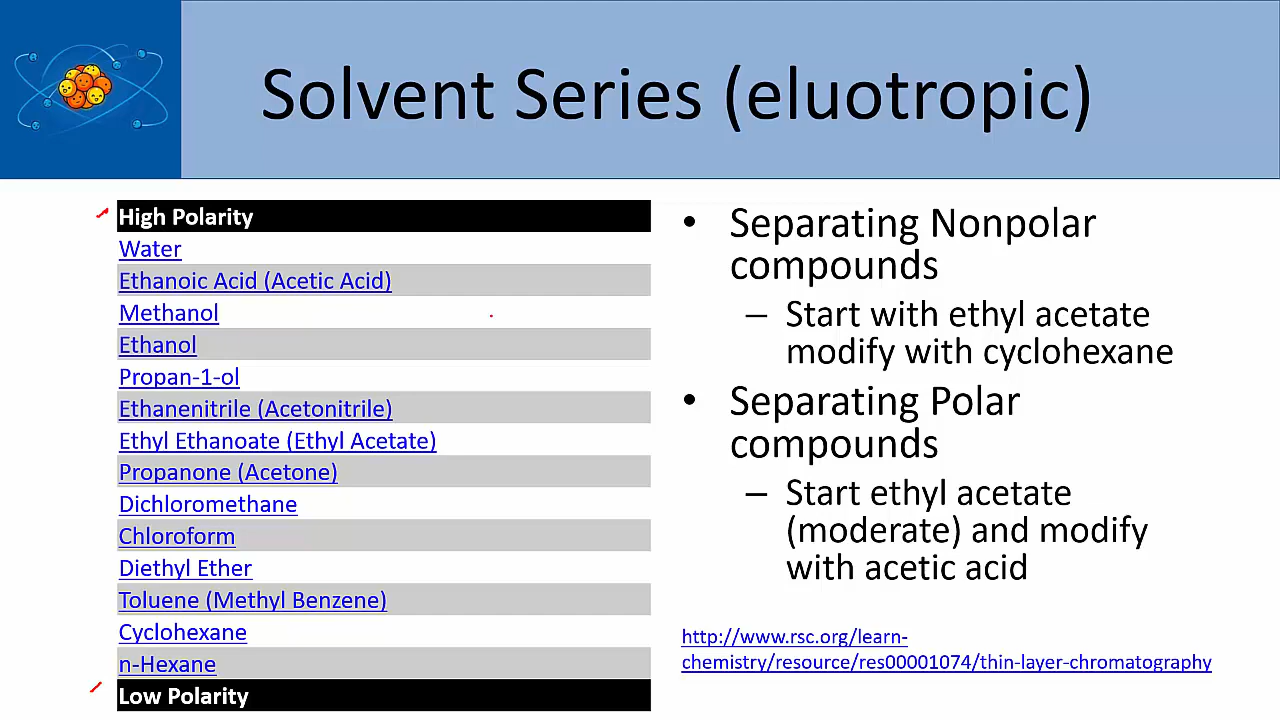 Solvent Series (eluotropic)
High Polarity
Water
Ethanoic Acid (Acetic Acid)
Methanol
Ethanol
Propan-1-ol
Ethanenitrile (Acetonitrile)
Ethyl Ethanoate (Ethyl Acetate)
Propanone (Acetone)
Dichloromethane
Chloroform
Diethyl Ether
Toluene (Methyl Benzene)
Cyclohexane
n-Hexane
Low Polarity
• Separating Nonpolar
compounds
– Start with ethyl acetate
modify with cyclohexane
• Separating Polar
compounds
– Start ethyl acetate
(moderate) and modify
with acetic acid
http://www.rsc.org/learn-
chemistry/resource/res00001074/thin-layer-chromatography